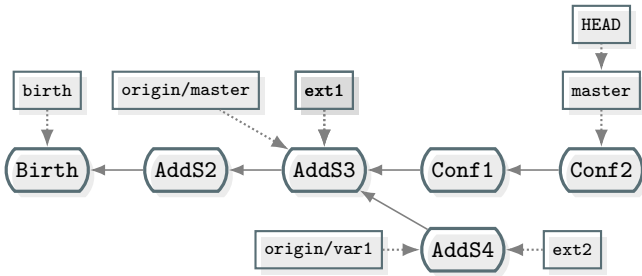 HEAD
birth
origin/master
ext1
master
Birth
AddS2
AddS3
Conf1
Conf2
origin/var1
AddS4
ext2